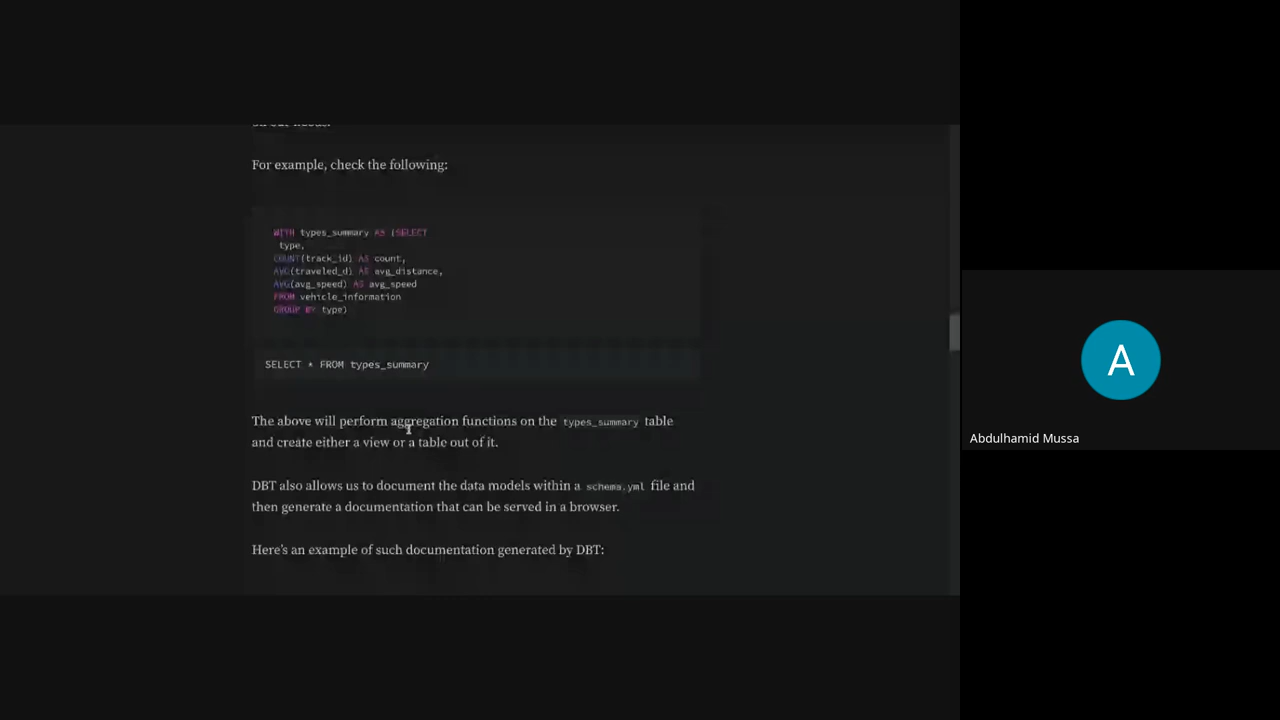 For example, check the following:
WITH types_summary AS (SELECT
type,
COUNT(track_id) AS count,
AVG(traveled_d) AS avg_distance,
AVG(avg_speed) AS avg_speed
FROM vehicle_information
GROUP BY type)
SELECT * FROM types_summary
The above will perform aggregation functions on the types_summary table
and create either a view or a table out of it.
DBT also allows us to document the data models within a schema.yml file and
then generate a documentation that can be served in a browser.
Here's an example of such documentation generated by DBT:
A
Abdulhamid Mussa